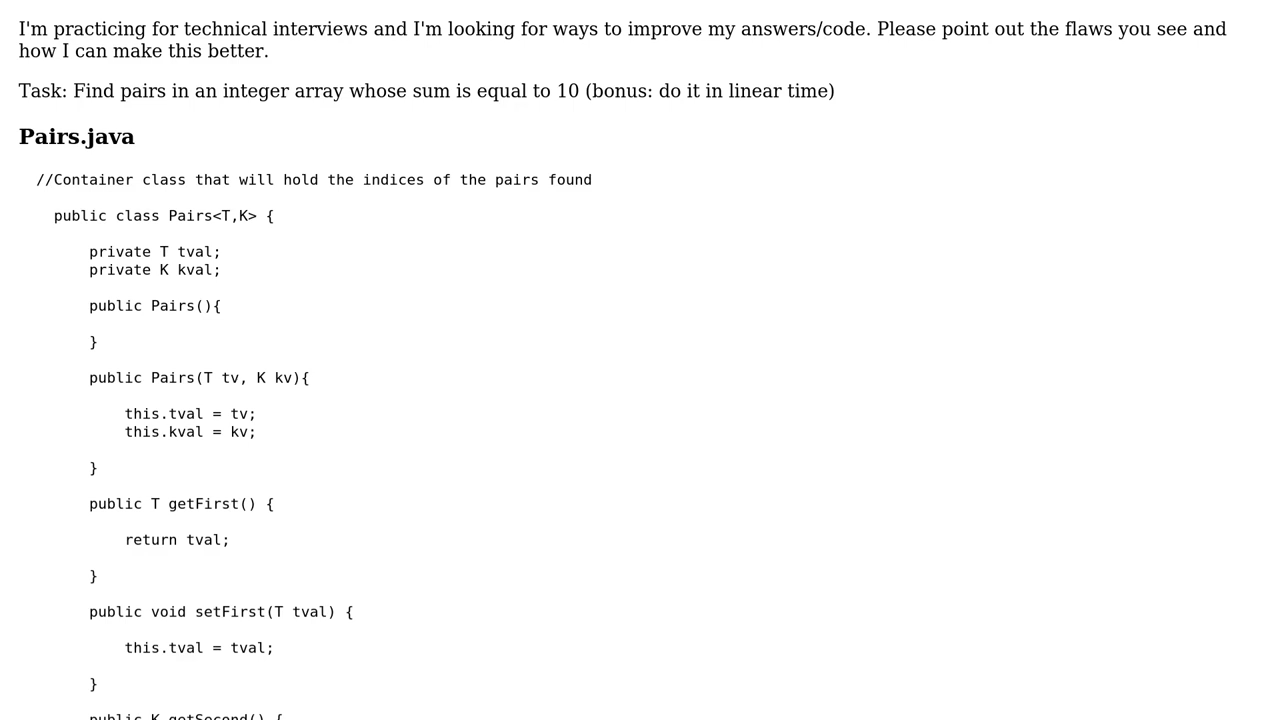 I'm practicing for technical interviews and I'm looking for ways to improve my answers/code. Please point out the flaws you see and
how I can make this better.
Task: Find pairs in an integer array whose sum is equal to 10 (bonus: do it in linear time)
Pairs.java
//Container class that will hold the indices of the pairs found
public class Pairs<T,K> {
private T tval;
private K kval;
public Pairs(){
}
public Pairs(T tv, K kv){
this.tval = tv;
this.kval = kv;
}
public T getFirst() {
return tval;
}
public void setFirst(T tval) {
this.tval = tval;
}
public K getSecond() {